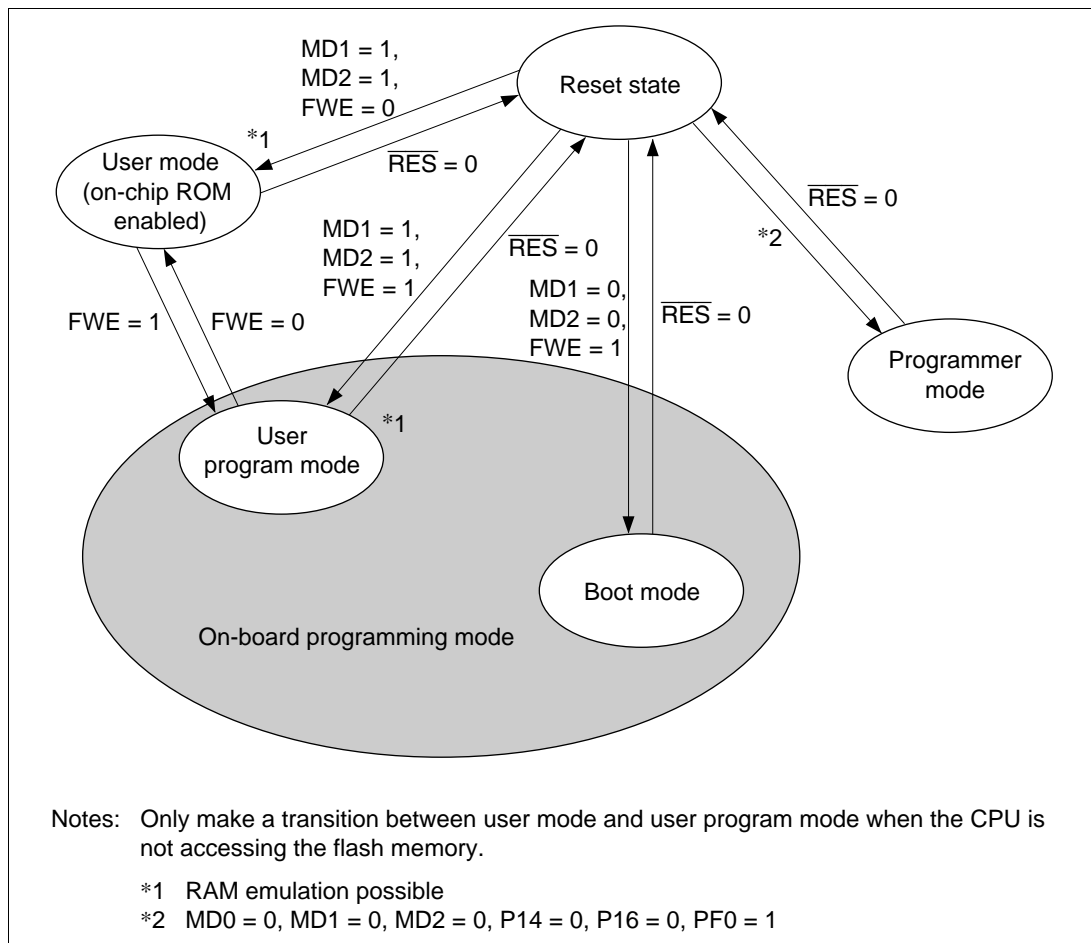 MD1 = 1,
MD2 = 1,
FWE = 0
Reset state
*1
User mode
(on-chip ROM
enabled)
RES = 0
RES = 0
*2
MD1 = 1,
MD2 = 1,
FWE = 1
RES = 0
MD1 = 0,
MD2 = 0,
FWE = 1
RES = 0
FWE = 1
FWE = 0
Programmer
mode
User
program mode
*1
Boot mode
On-board programming mode
Notes: Only make a transition between user mode and user program mode when the CPU is
not accessing the flash memory.
*1 RAM emulation possible
*2 MD0 = 0, MD1 = 0, MD2 = 0, P14 = 0, P16 = 0, PF0 = 1